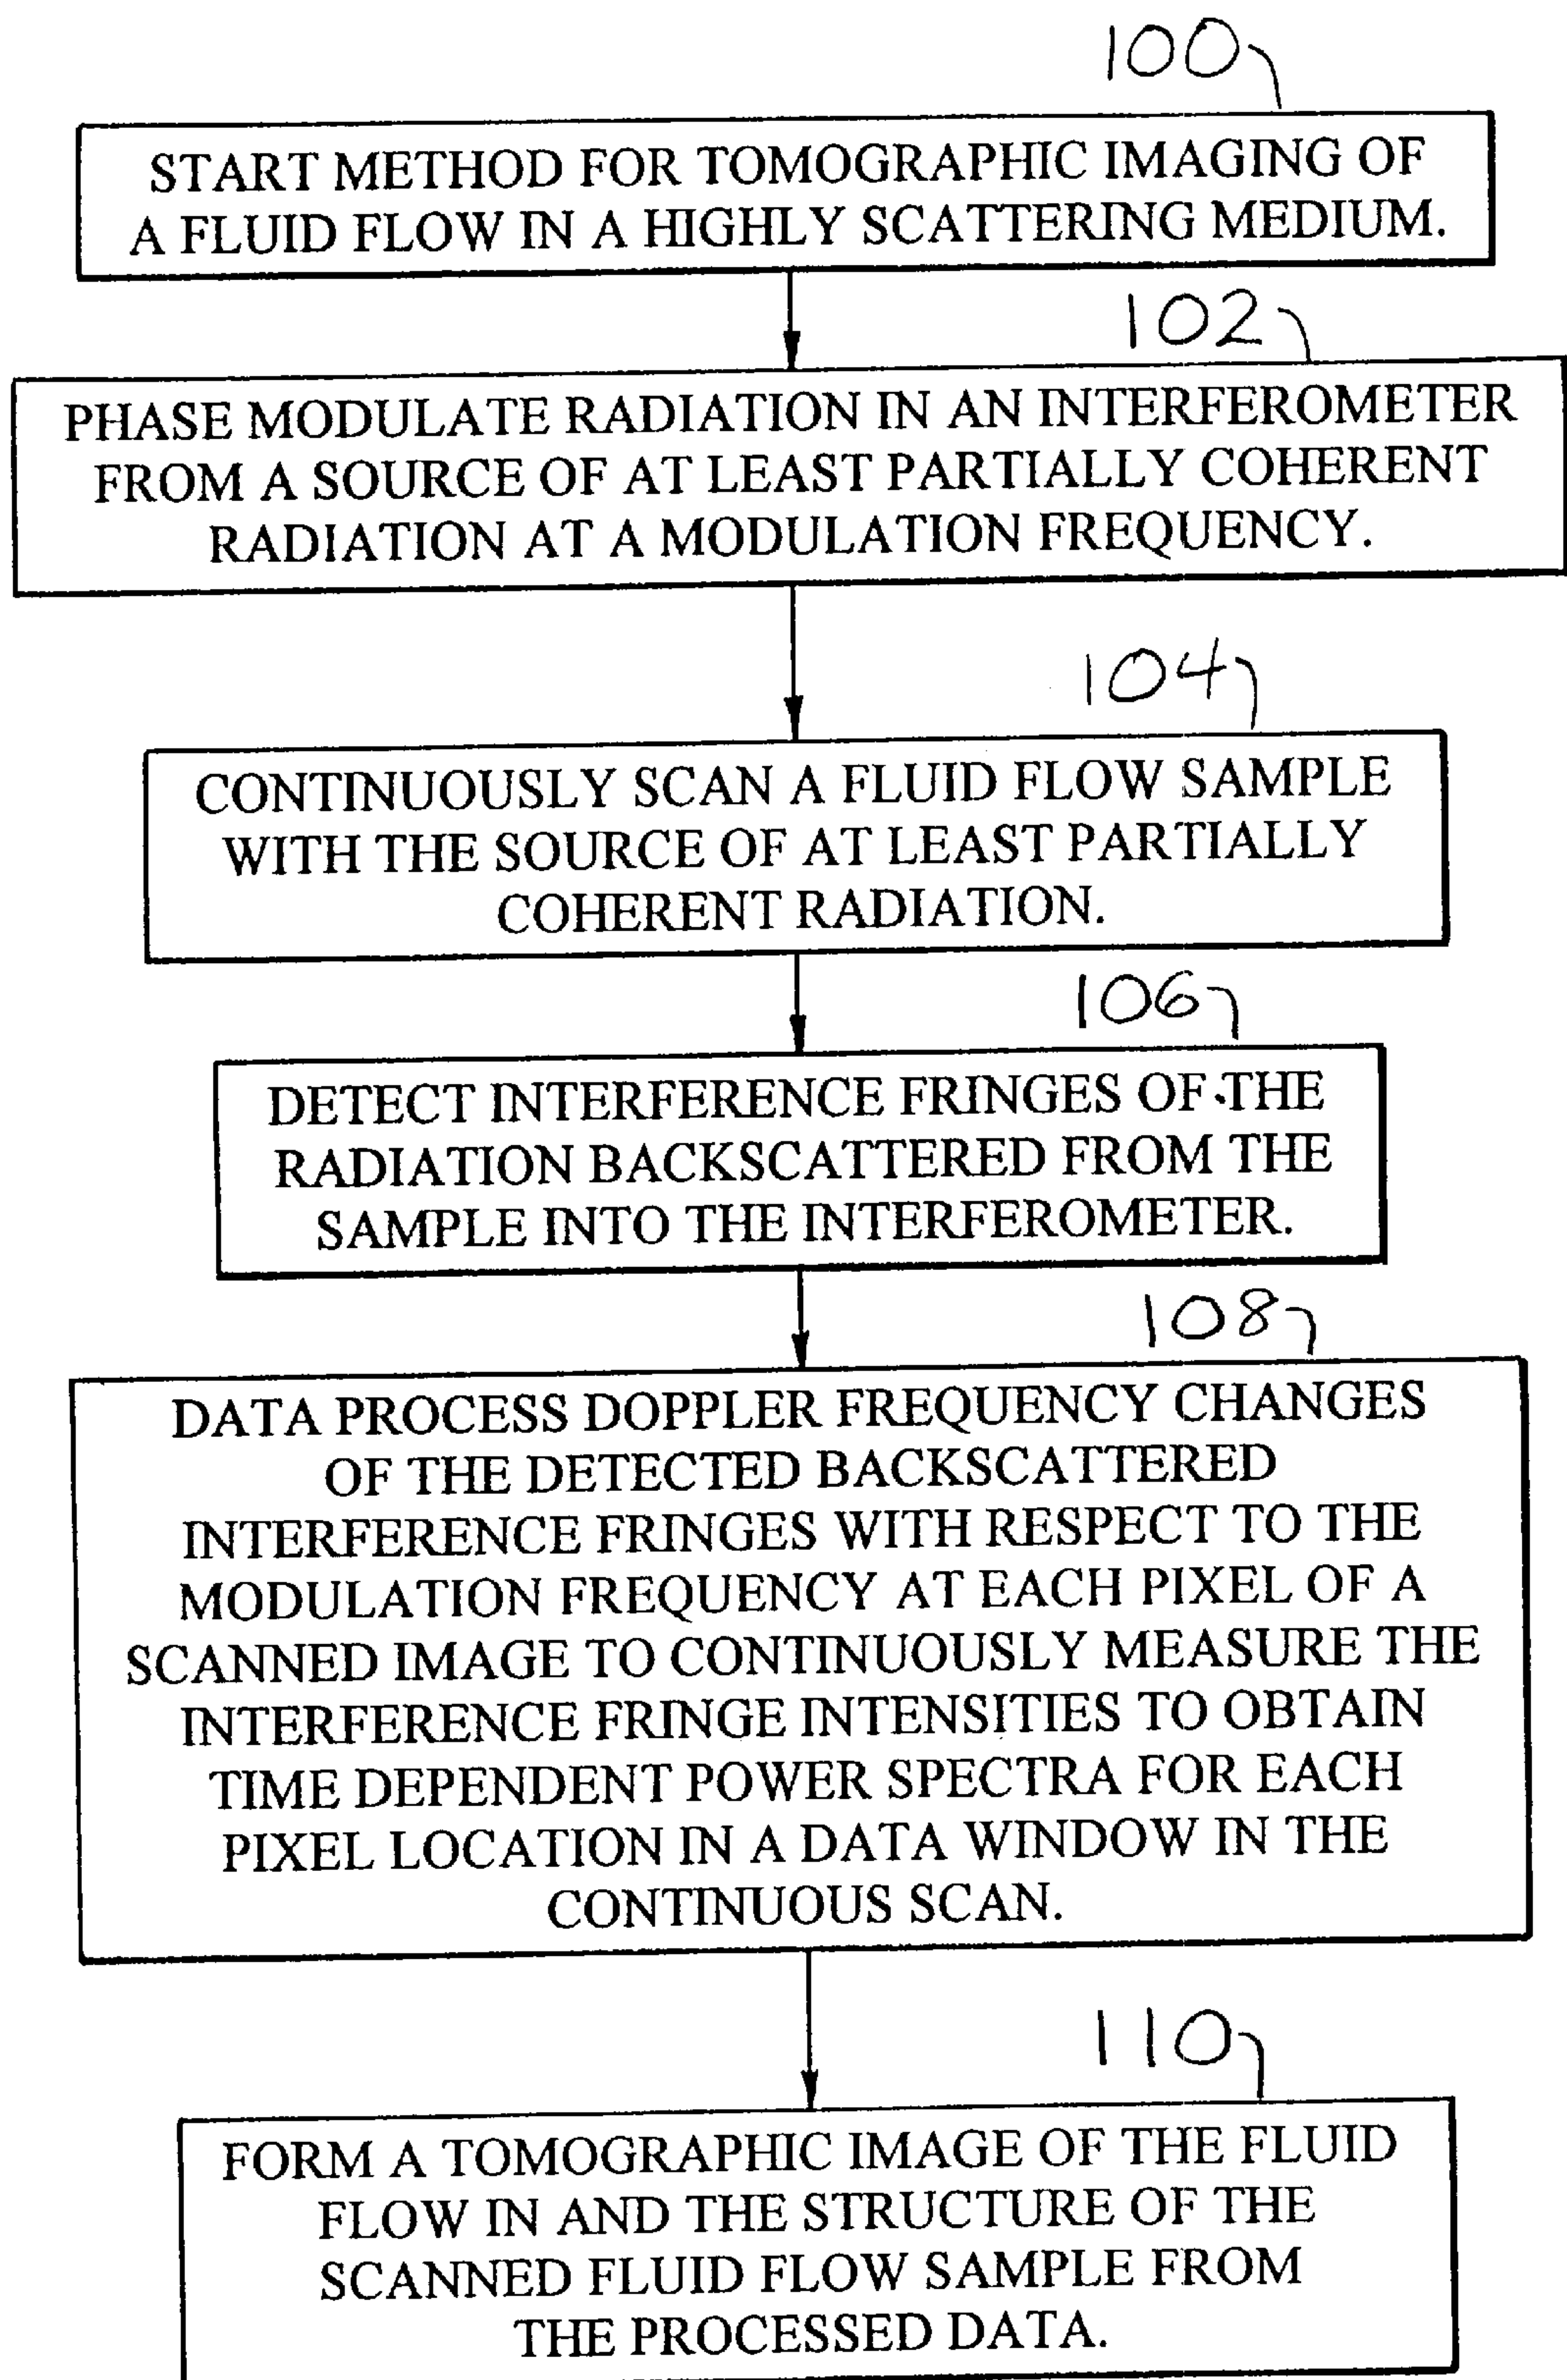 100
START METHOD FOR TOMOGRAPHIC IMAGING OF
A FLUID FLOW IN A HIGHLY SCATTERING MEDIUM.
102
PHASE MODULATE RADIATION IN AN INTERFEROMETER
FROM A SOURCE OF AT LEAST PARTIALLY COHERENT
RADIATION AT A MODULATION FREQUENCY.
104
CONTINUOUSLY SCAN A FLUID FLOW SAMPLE
WITH THE SOURCE OF AT LEAST PARTIALLY
COHERENT RADIATION.
106
DETECT INTERFERENCE FRINGES OF THE
RADIATION BACKSCATTERED FROM THE
SAMPLE INTO THE INTERFEROMETER.
108
DATA PROCESS DOPPLER FREQUENCY CHANGES
OF THE DETECTED BACKSCATTERED
INTERFERENCE FRINGES WITH RESPECT TO THE
MODULATION FREQUENCY AT EACH PIXEL OF A
SCANNED IMAGE TO CONTINUOUSLY MEASURE THE
INTERFERENCE FRINGE INTENSITIES TO OBTAIN
TIME DEPENDENT POWER SPECTRA FOR EACH
PIXEL LOCATION IN A DATA WINDOW IN THE
CONTINUOUS SCAN.
110
FORM A TOMOGRAPHIC IMAGE OF THE FLUID
FLOW IN AND THE STRUCTURE OF THE
SCANNED FLUID FLOW SAMPLE FROM
THE PROCESSED DATA.